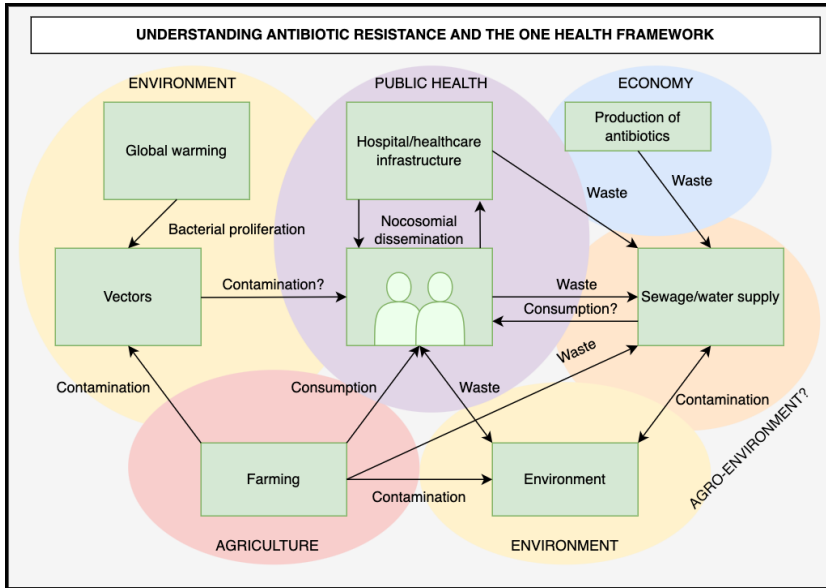 UNDERSTANDING ANTIBIOTIC RESISTANCE AND THE ONE HEALTH FRAMEWORK
ENVIRONMENT
PUBLIC HEALTH
ECONOMY
Global warming
Hospital/healthcare
infrastructure
Production of
antibiotics
Waste
Waste
Bacterial proliferation
Nocosomial
dissemination
Vectors
Contamination?
Waste
Consumption?
Sewage/water supply
Contamination
Consumption
Waste
Waste
Contamination
AGRO-ENVIRONMENT?
Farming
Contamination
Environment
AGRICULTURE
ENVIRONMENT